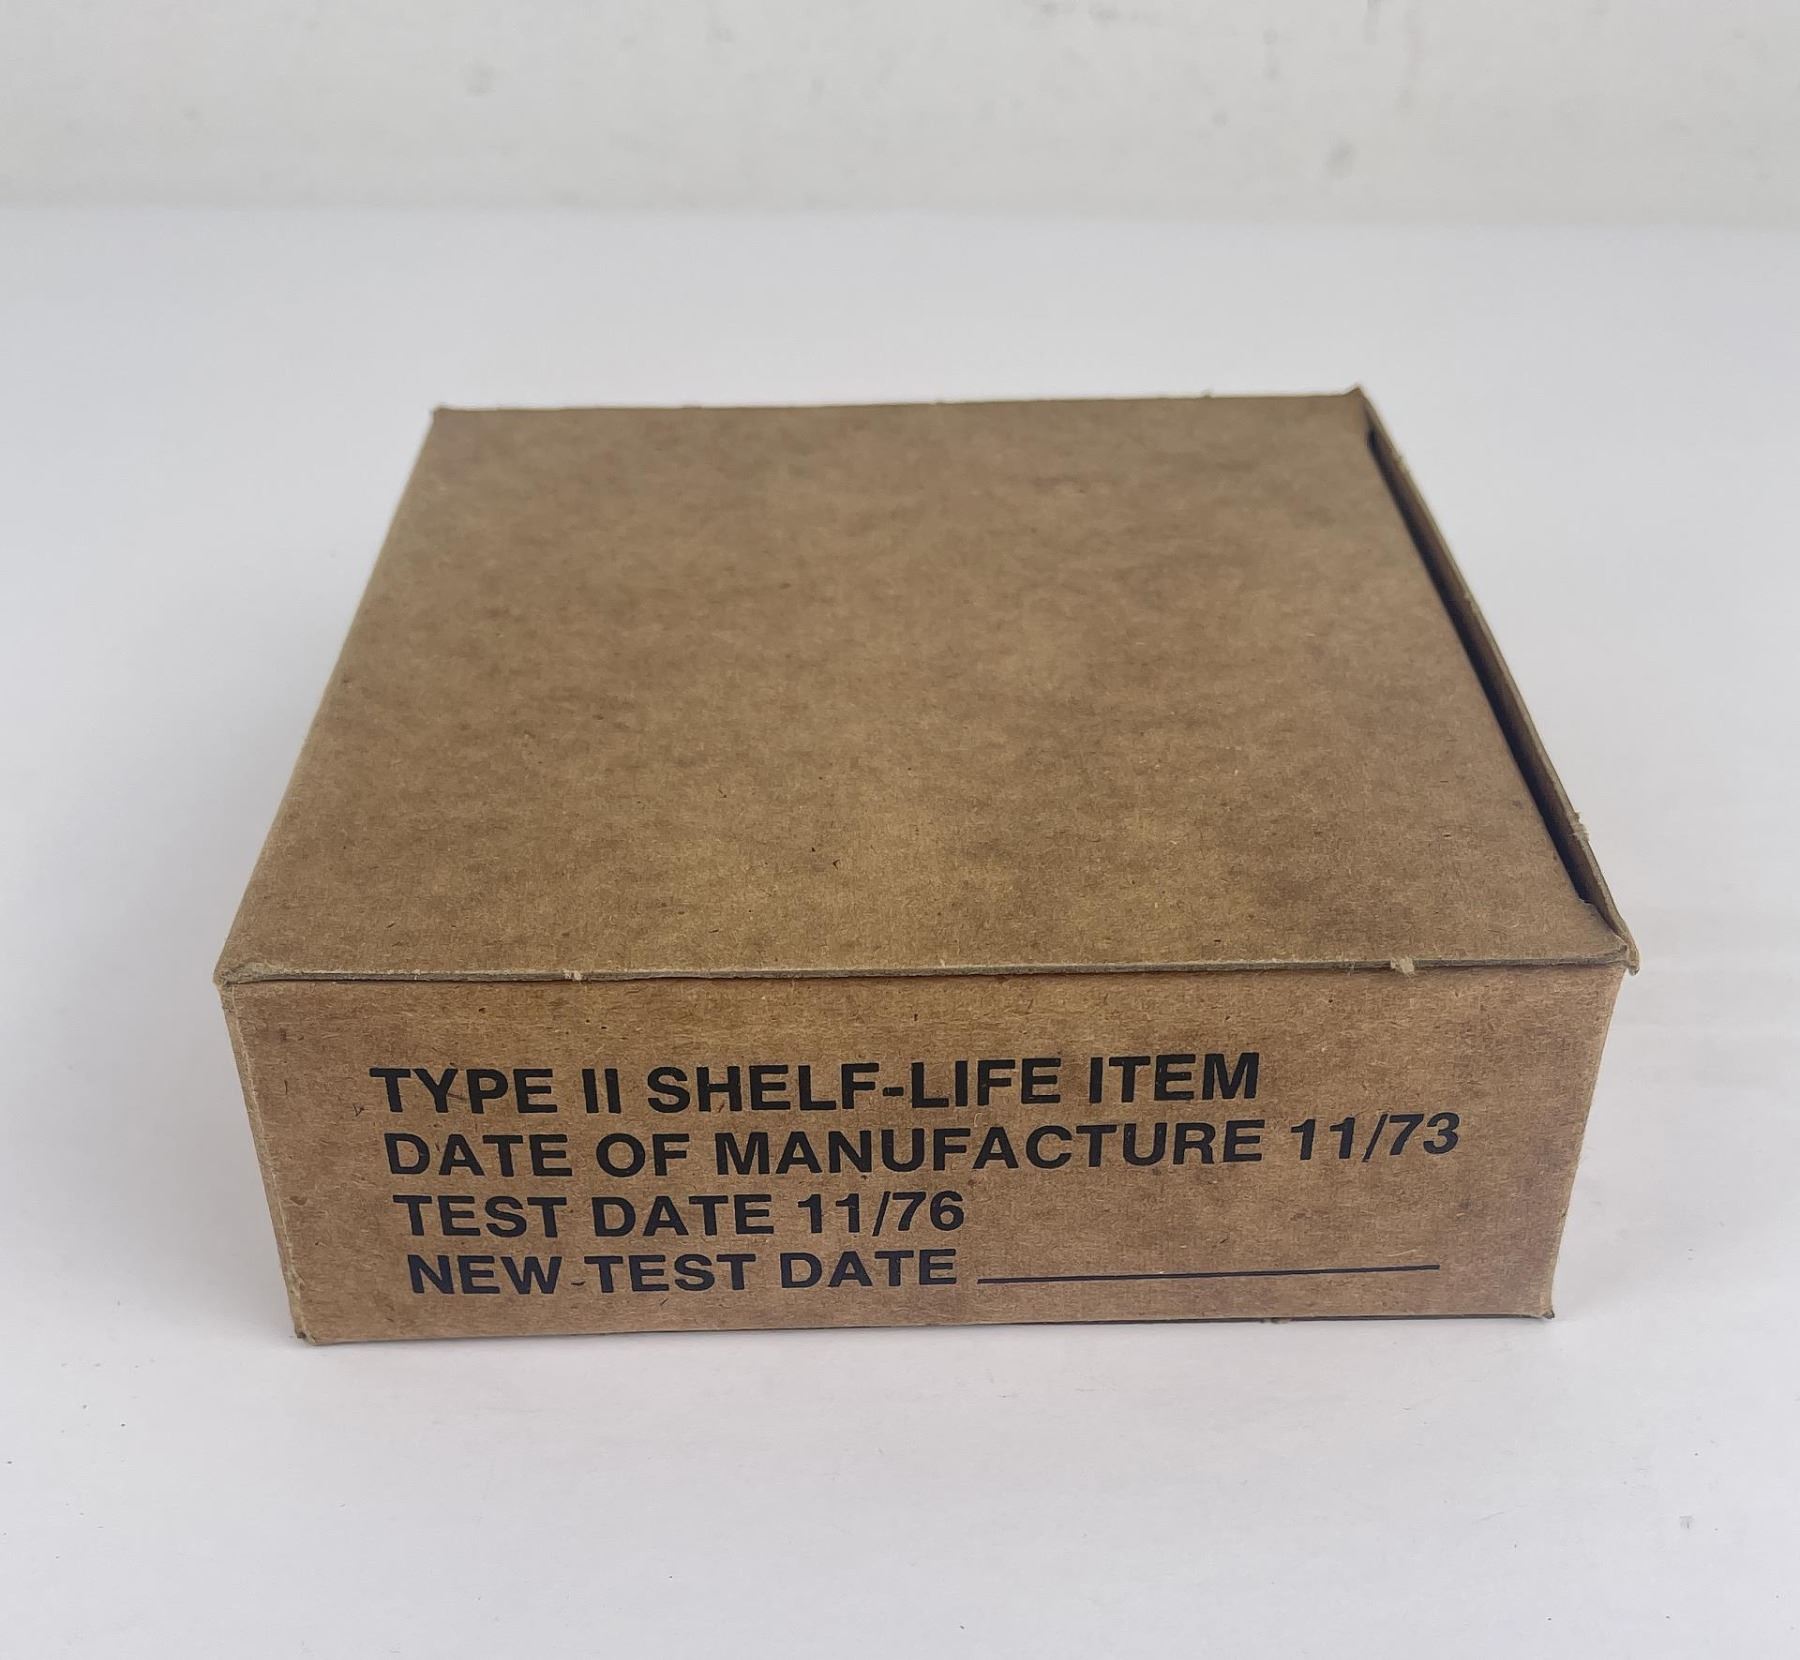 TYPE II SHELF-LIFE ITEM
DATE OF MANUFACTURE 11/73
TEST DATE 11/76
NEW TEST DATE